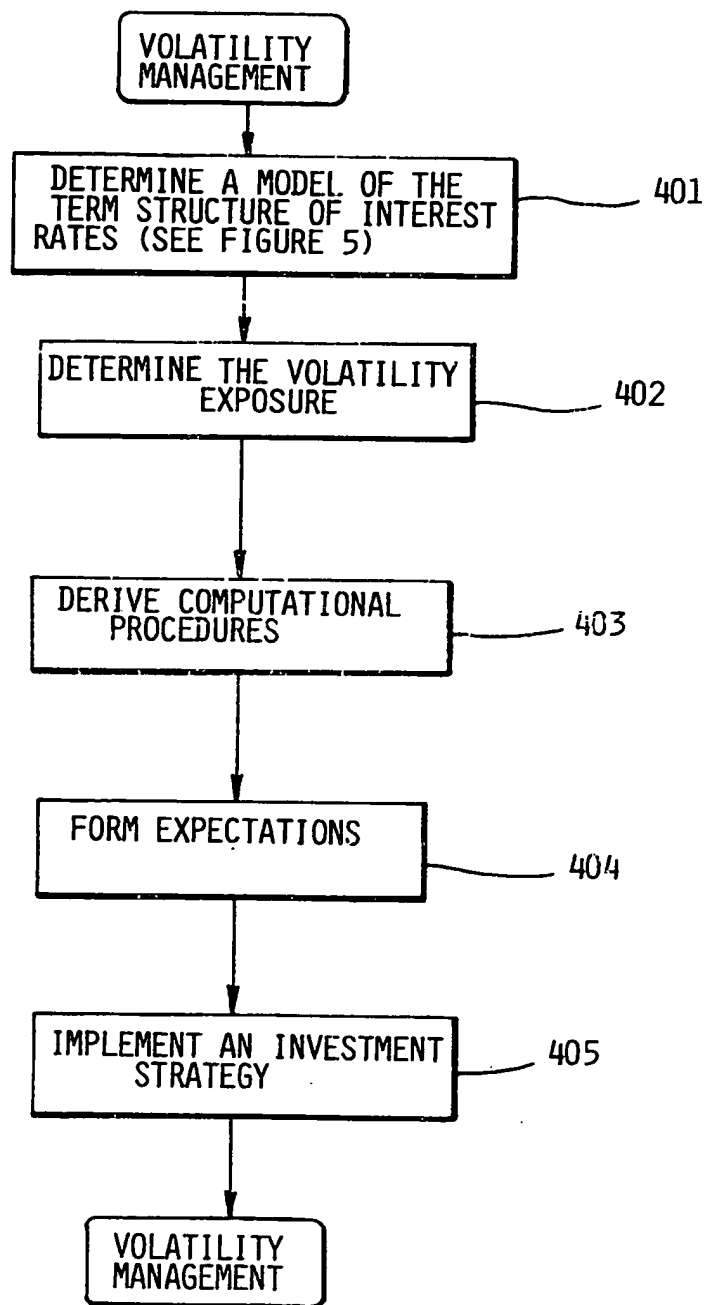 VOLATILITY
MANAGEMENT
DETERMINE A MODEL OF THE
TERM STRUCTURE OF INTEREST
RATES (SEE FIGURE 5)
401
DETERMINE THE VOLATILITY
EXPOSURE
402
DERIVE COMPUTATIONAL
PROCEDURES
403
FORM EXPECTATIONS
404
IMPLEMENT AN INVESTMENT
STRATEGY
405
VOLATILITY
MANAGEMENT